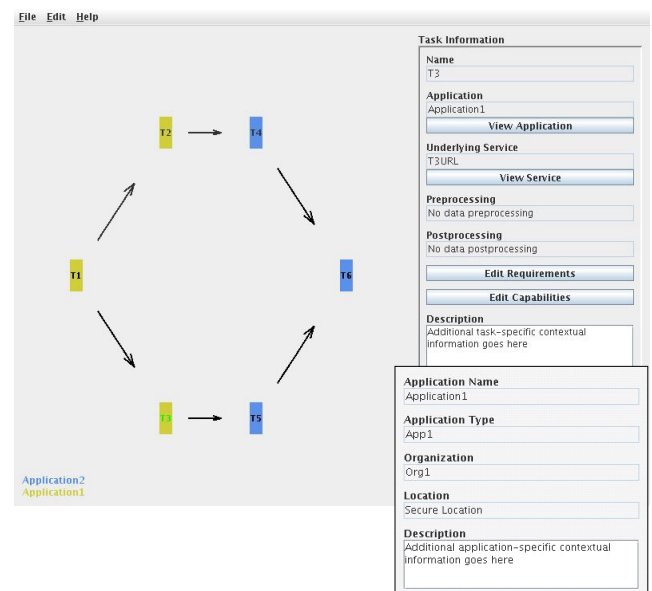 File Edit Help
T2
T4
T1
T6
T3
T5
Application2
Application1
Task Information
Name
T3
Application
Application1
View Application
Underlying Service
T3URL
View Service
Preprocessing
No data preprocessing
Postprocessing
No data postprocessing
Edit Requirements
Edit Capabilities
Description
Additional task-specific contextual
information goes here
Application Name
Application1
Application Type
App1
Organization
Org1
Location
Secure Location
Description
Additional application-specific contextual
information goes here